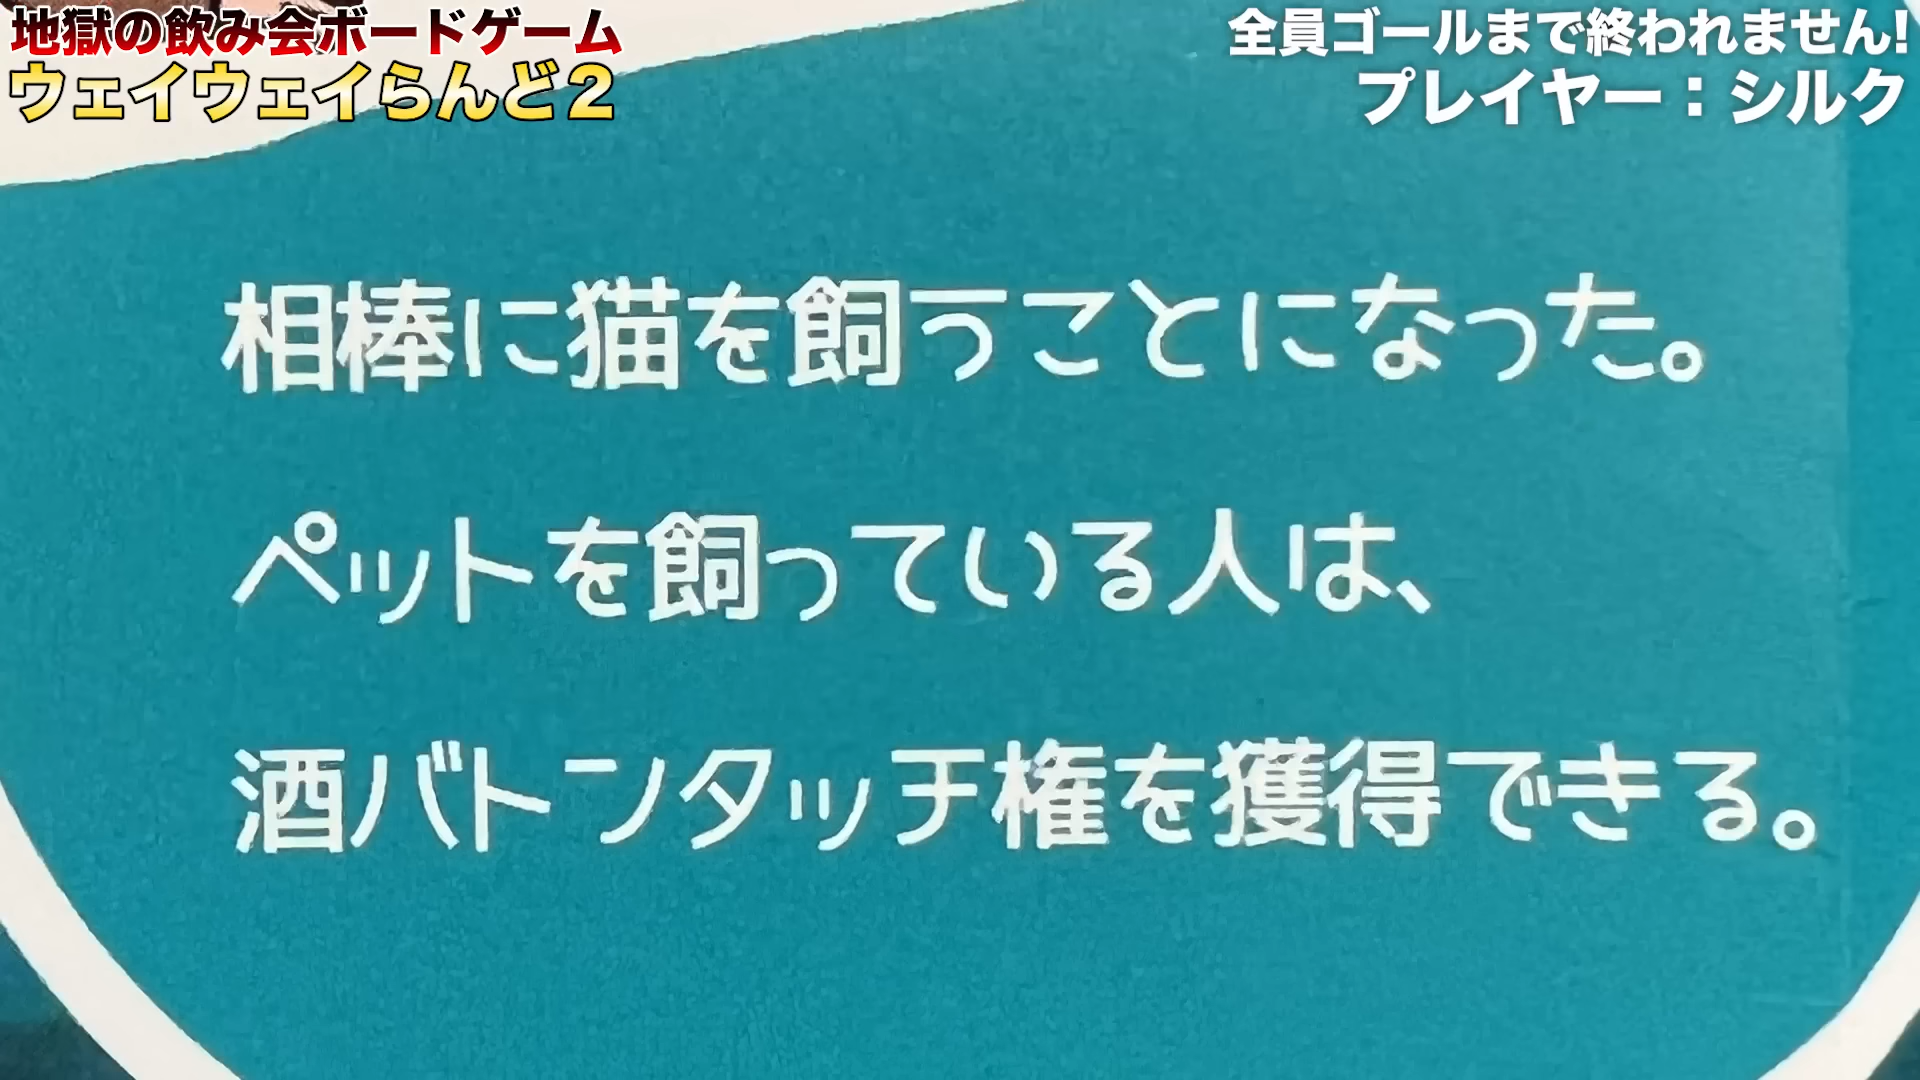 地獄の飲み会ボードゲーム
ウェイウェイらんど2
全員ゴールまで終われません!
プレイヤー：シルク
相棒に猫を飼うことになった。
ペットを飼っている人は、
酒バトンタッチ権を獲得できる。